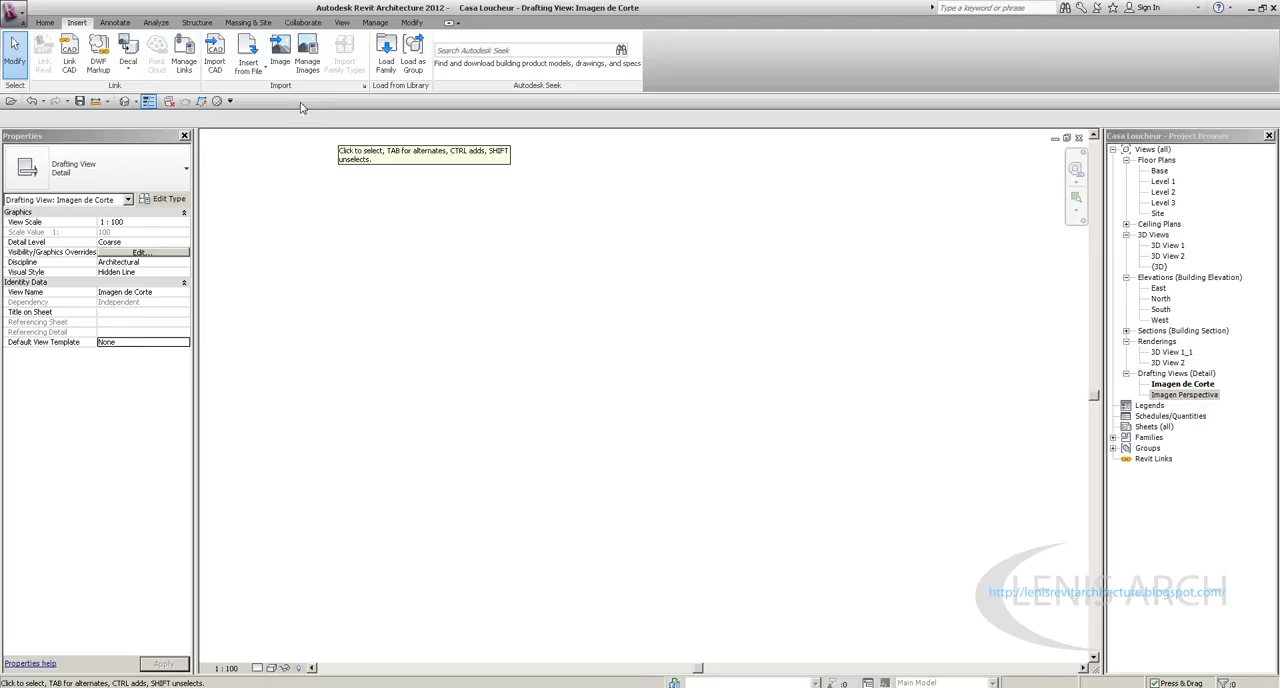 Autodesk Revit Architecture 2012 - Casa Loucheur - Drafting View: Imagen de Corte
Type a keyword or phrase
Sign In
Home Insert Annotate Analyze Structure Massing & Site Collaborate View Manage Modify
Modify
Link Revit
Link CAD
DWF Markup
Decal
Point Cloud
Manage Links
Import CAD
Insert from File
Image
Manage Images
Import Family Types
Load Family
Load as Group
Search Autodesk Seek
Find and download building product models, drawings, and specs
Select Link Import Load from Library Autodesk Seek
Properties
Drafting View
Detail
Drafting View: Imagen de Corte
Edit Type
Graphics
View Scale 1 : 100
Scale Value 1: 100
Detail Level Coarse
Visibility/Graphics Overrides Edit...
Discipline Architectural
Visual Style Hidden Line
Identity Data
View Name Imagen de Corte
Dependency Independent
Title on Sheet
Referencing Sheet
Referencing Detail
Default View Template None
Properties help
Apply
Click to select, TAB for alternates, CTRL adds, SHIFT
unselects.
Casa Loucheur - Project Browser
Views (all)
Floor Plans
Base
Level 1
Level 2
Level 3
Site
Ceiling Plans
3D Views
3D View 1
3D View 2
{3D}
Elevations (Building Elevation)
East
North
South
West
Sections (Building Section)
Renderings
3D View 1_1
3D View 2
Drafting Views (Detail)
Imagen de Corte
Imagen Perspectiva
Legends
Schedules/Quantities
Sheets (all)
Families
Groups
Revit Links
LENIS ARCH
http://lenisrevitarchitecture.blogspot.com/
1 : 100
Click to select, TAB for alternates, CTRL adds, SHIFT unselects.
:0
Main Model
Press & Drag
:0